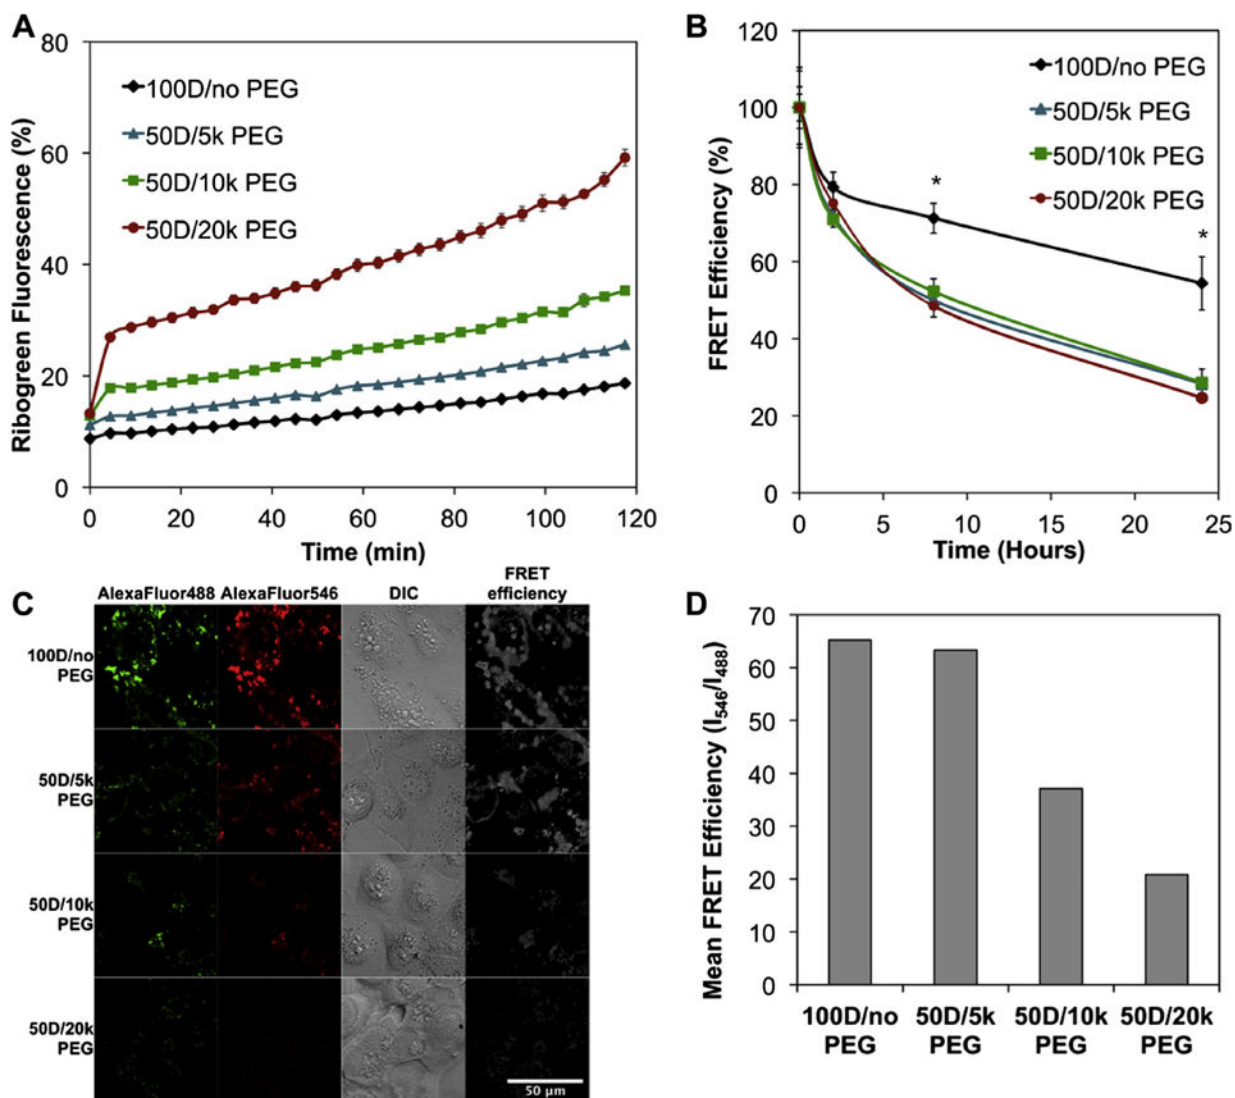 A
Ribogreen Fluorescence (%)
80
60
40
20
0
100D/no PEG
50D/5k PEG
50D/10k PEG
50D/20k PEG
0 20 40 60 80 100 120
Time (min)
B
FRET Efficiency (%)
120
100
80
60
40
20
0
100D/no PEG
50D/5k PEG
50D/10k PEG
50D/20k PEG
*
*
0 5 10 15 20 25
Time (Hours)
C
AlexaFluor488 AlexaFluor546 DIC FRET
efficiency
100D/no
PEG
50D/5k
PEG
50D/10k
PEG
50D/20k
PEG
50 µm
D
Mean FRET Efficiency (I546/I488)
70
60
50
40
30
20
10
0
100D/no 50D/5k 50D/10k 50D/20k
PEG PEG PEG PEG